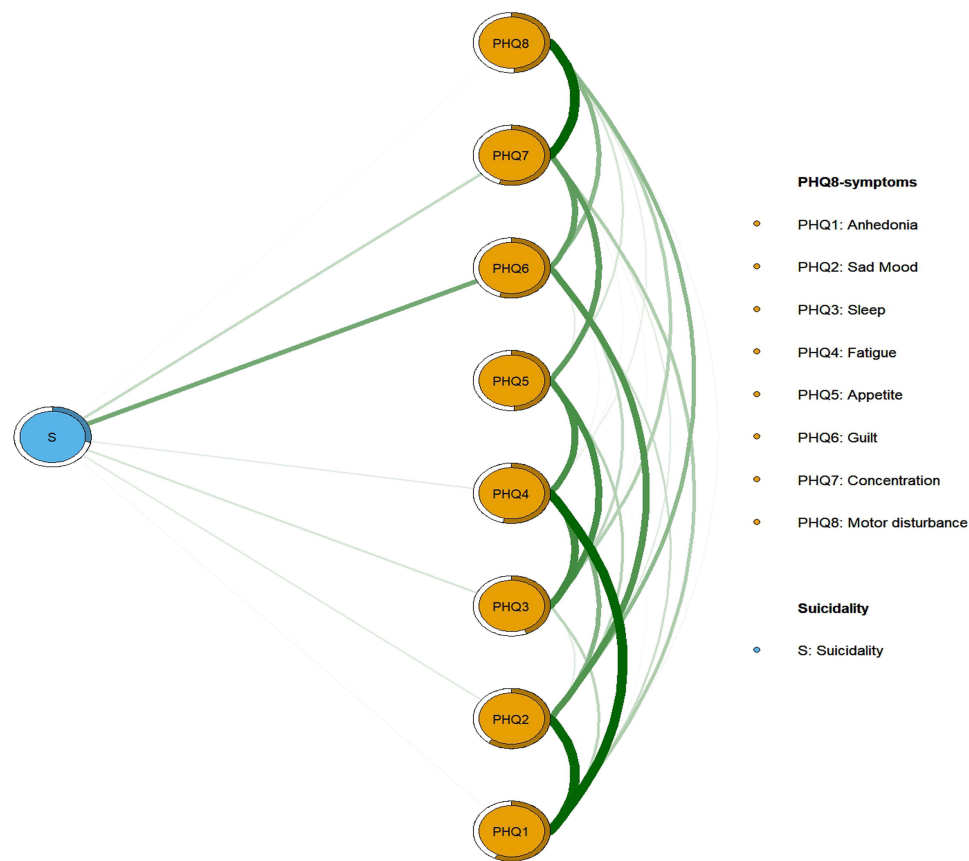 PHQ8
PHQ7
PHQ6
PHQ5
S
PHQ4
PHQ3
PHQ2
PHQ1
PHQ8-symptoms
PHQ1: Anhedonia
PHQ2: Sad Mood
PHQ3: Sleep
PHQ4: Fatigue
PHQ5: Appetite
PHQ6: Guilt
PHQ7: Concentration
PHQ8: Motor disturbance
Suicidality
S: Suicidality